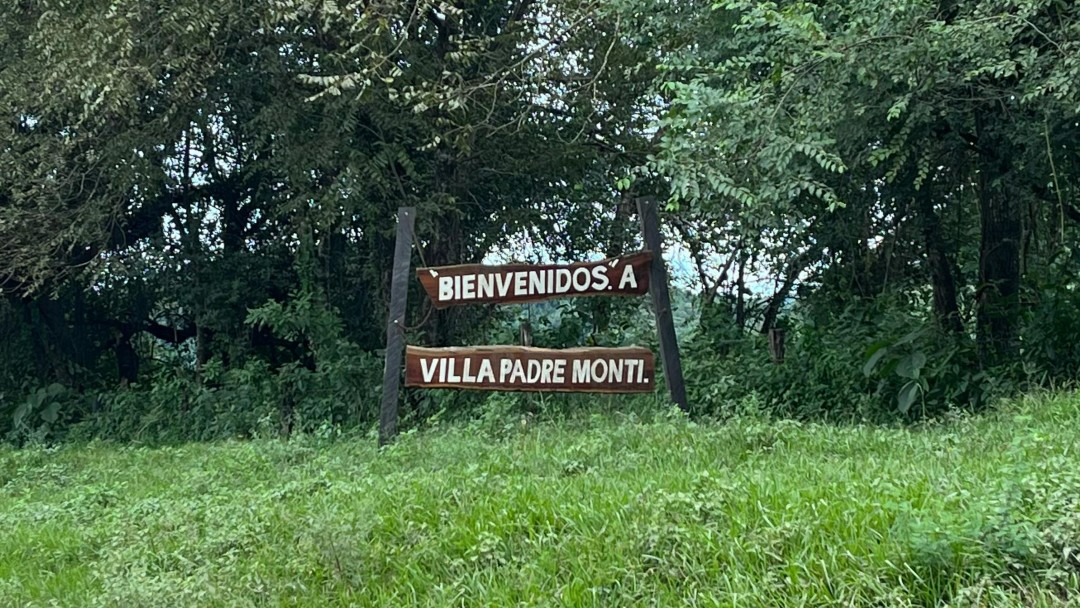 "BIENVENIDOS." A
VILLA PADRE MONTI.